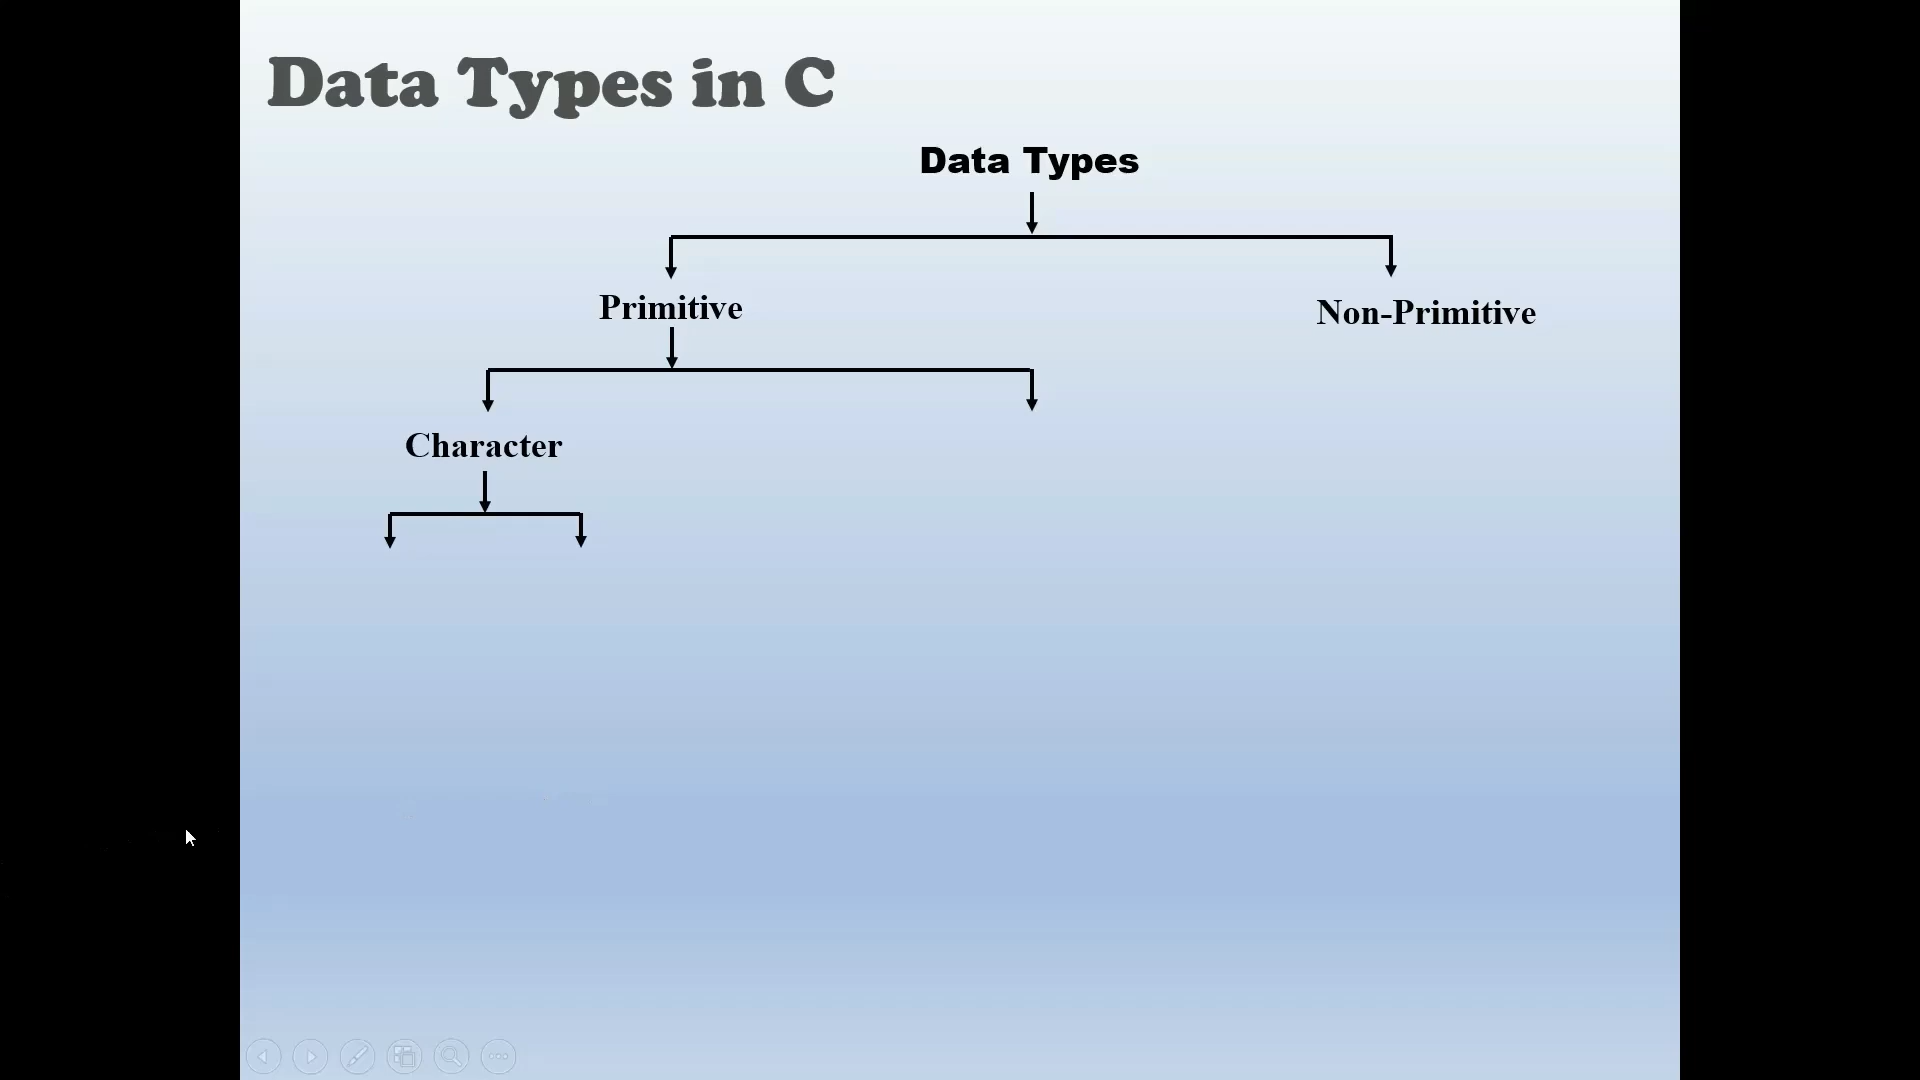 Data Types in C
Data Types
Primitive
Non-Primitive
Character